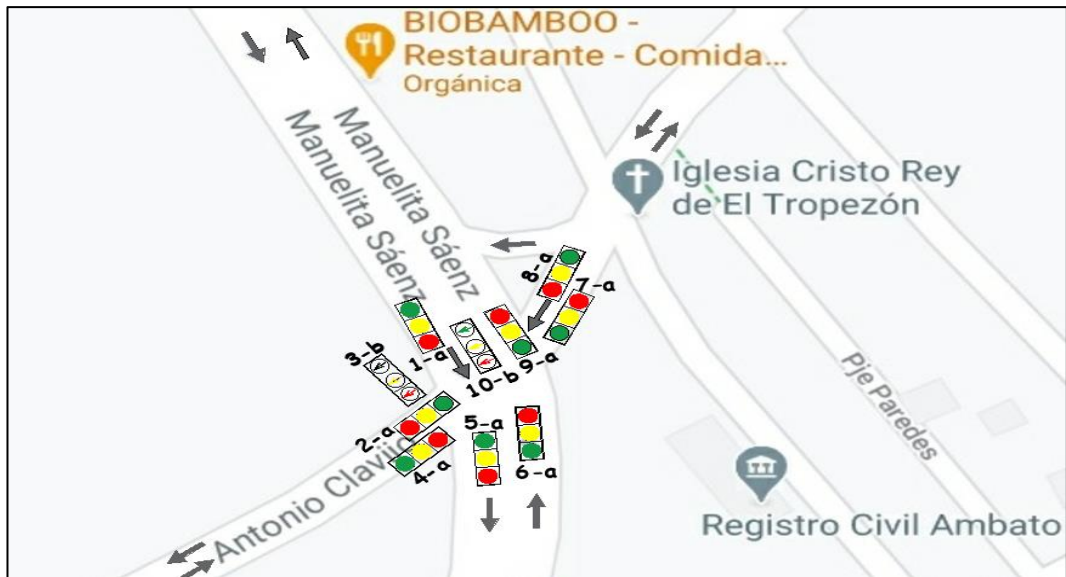 BIOBAMBOO -
Restaurante - Comida...
Orgánica
Manuelita Sáenz
Manuelita Sáenz
Iglesia Cristo Rey
de El Tropezón
8-a
7-a
3-b
1-a
10-b
9-a
2-a
4-a
5-a
6-a
Antonio Clavijo
Pje Paredes
Registro Civil Ambato